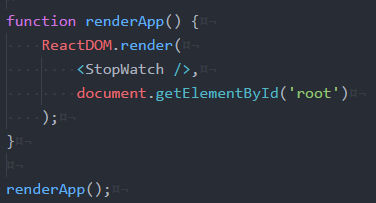 function renderApp() {
    ReactDOM.render(
        <StopWatch />,
        document.getElementById('root')
    );
}

renderApp();